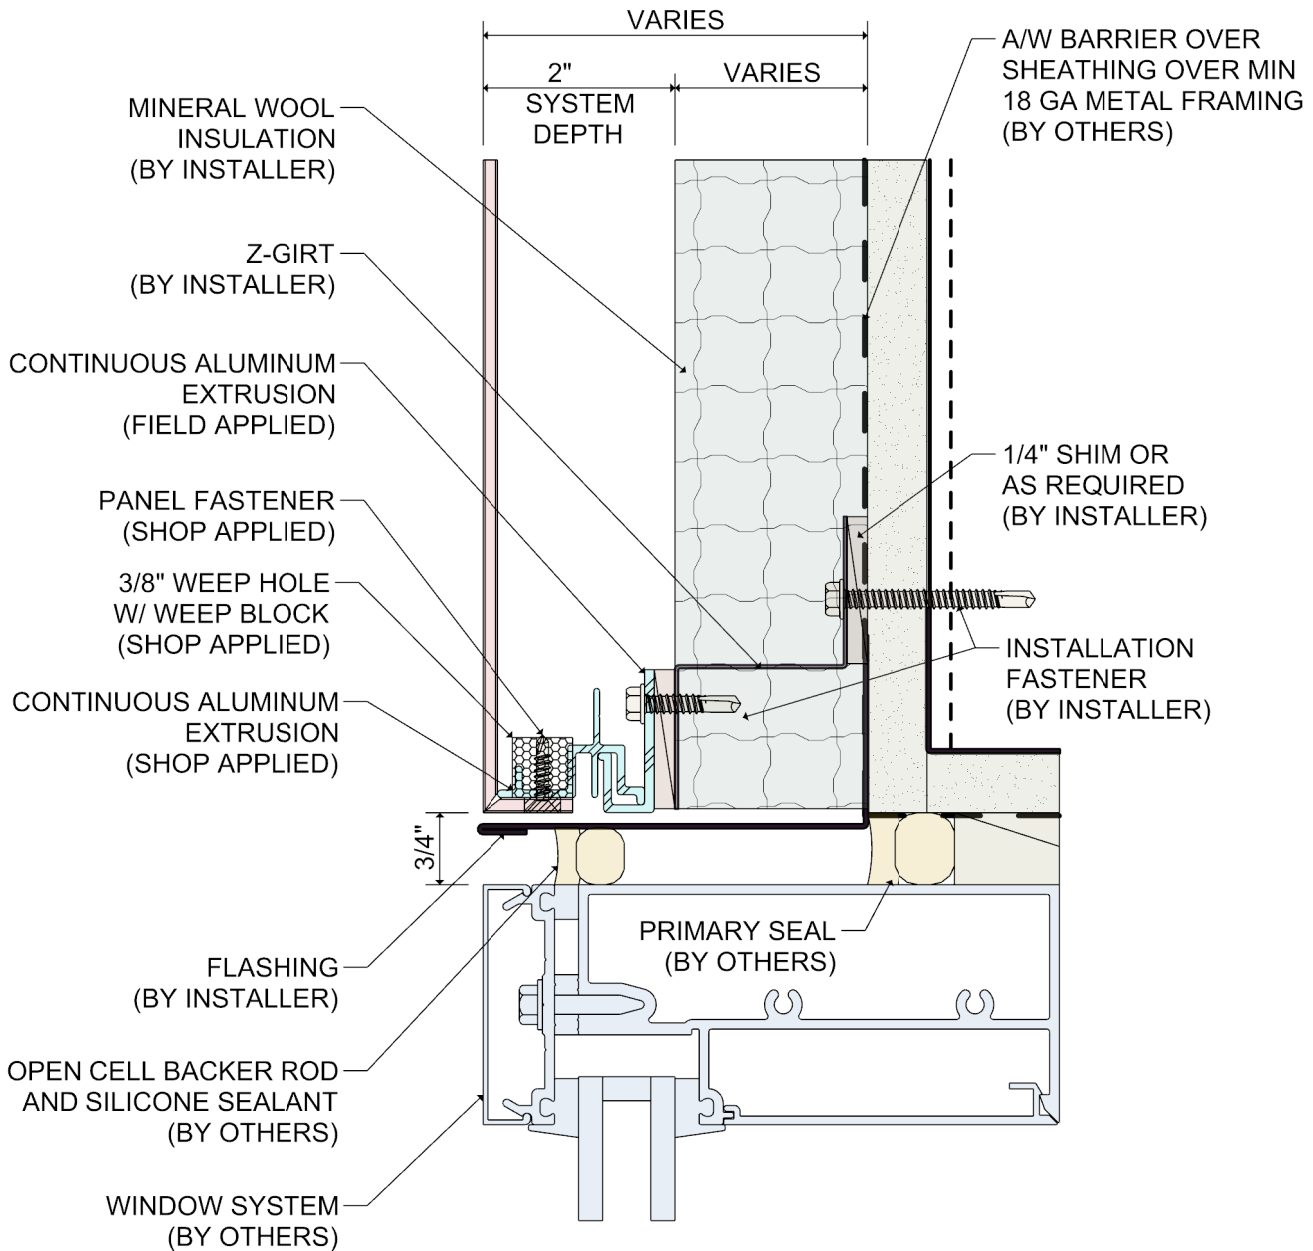 VARIES
2"
SYSTEM
DEPTH
VARIES
A/W BARRIER OVER
SHEATHING OVER MIN
18 GA METAL FRAMING
(BY OTHERS)
MINERAL WOOL
INSULATION
(BY INSTALLER)
Z-GIRT
(BY INSTALLER)
CONTINUOUS ALUMINUM
EXTRUSION
(FIELD APPLIED)
1/4" SHIM OR
AS REQUIRED
(BY INSTALLER)
PANEL FASTENER
(SHOP APPLIED)
3/8" WEEP HOLE
W/ WEEP BLOCK
(SHOP APPLIED)
INSTALLATION
FASTENER
(BY INSTALLER)
CONTINUOUS ALUMINUM
EXTRUSION
(SHOP APPLIED)
3/4"
PRIMARY SEAL
(BY OTHERS)
FLASHING
(BY INSTALLER)
OPEN CELL BACKER ROD
AND SILICONE SEALANT
(BY OTHERS)
WINDOW SYSTEM
(BY OTHERS)